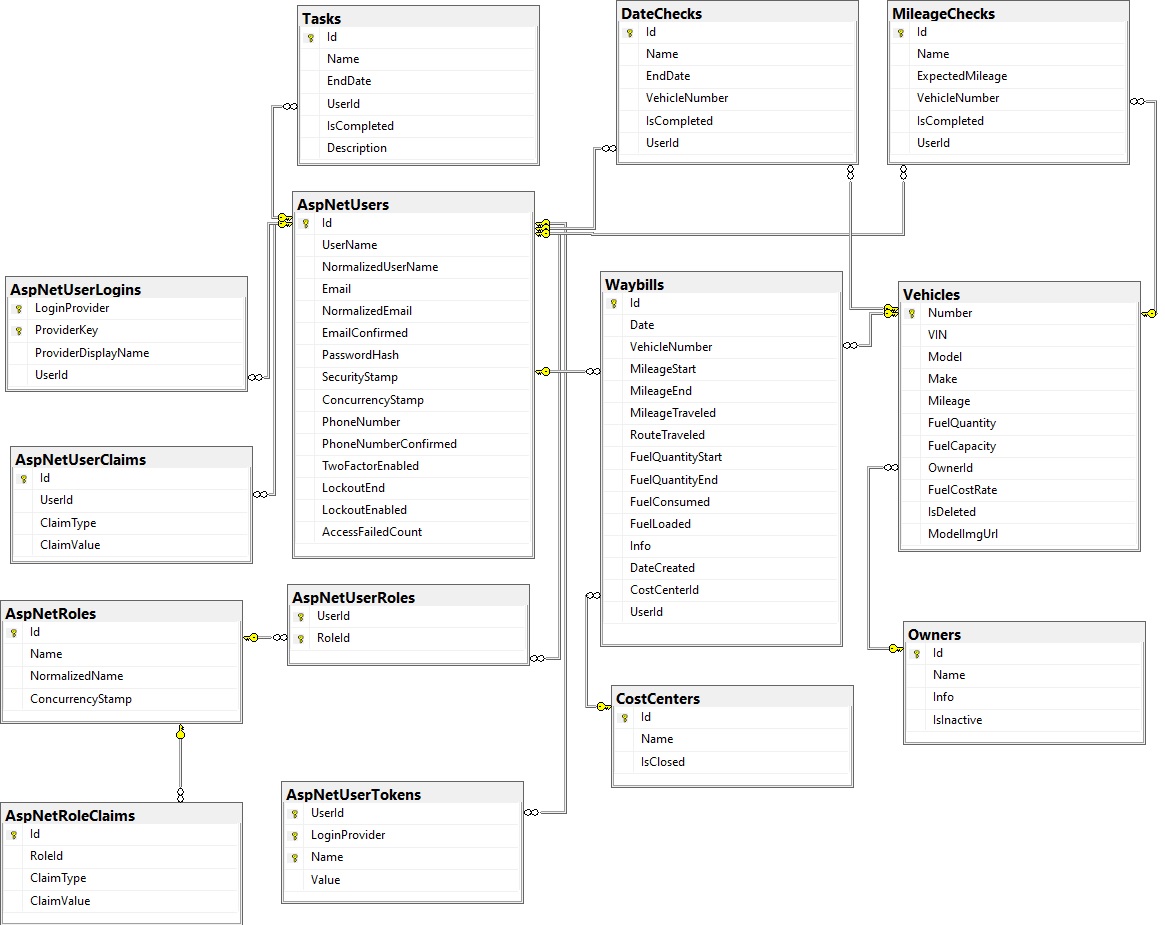 Tasks
Id
Name
EndDate
UserId
IsCompleted
Description
DateChecks
Id
Name
EndDate
VehicleNumber
IsCompleted
UserId
MileageChecks
Id
Name
ExpectedMileage
VehicleNumber
IsCompleted
UserId
AspNetUsers
Id
UserName
NormalizedUserName
Email
NormalizedEmail
EmailConfirmed
PasswordHash
SecurityStamp
ConcurrencyStamp
PhoneNumber
PhoneNumberConfirmed
TwoFactorEnabled
LockoutEnd
LockoutEnabled
AccessFailedCount
AspNetUserLogins
LoginProvider
ProviderKey
ProviderDisplayName
UserId
Waybills
Id
Date
VehicleNumber
MileageStart
MileageEnd
MileageTraveled
RouteTraveled
FuelQuantityStart
FuelQuantityEnd
FuelConsumed
FuelLoaded
Info
DateCreated
CostCenterId
UserId
Vehicles
Number
VIN
Model
Make
Mileage
FuelQuantity
FuelCapacity
OwnerId
FuelCostRate
IsDeleted
ModelImgUrl
AspNetUserClaims
Id
UserId
ClaimType
ClaimValue
AspNetRoles
Id
Name
NormalizedName
ConcurrencyStamp
AspNetUserRoles
UserId
RoleId
Owners
Id
Name
Info
IsInactive
CostCenters
Id
Name
IsClosed
AspNetRoleClaims
Id
RoleId
ClaimType
ClaimValue
AspNetUserTokens
UserId
LoginProvider
Name
Value